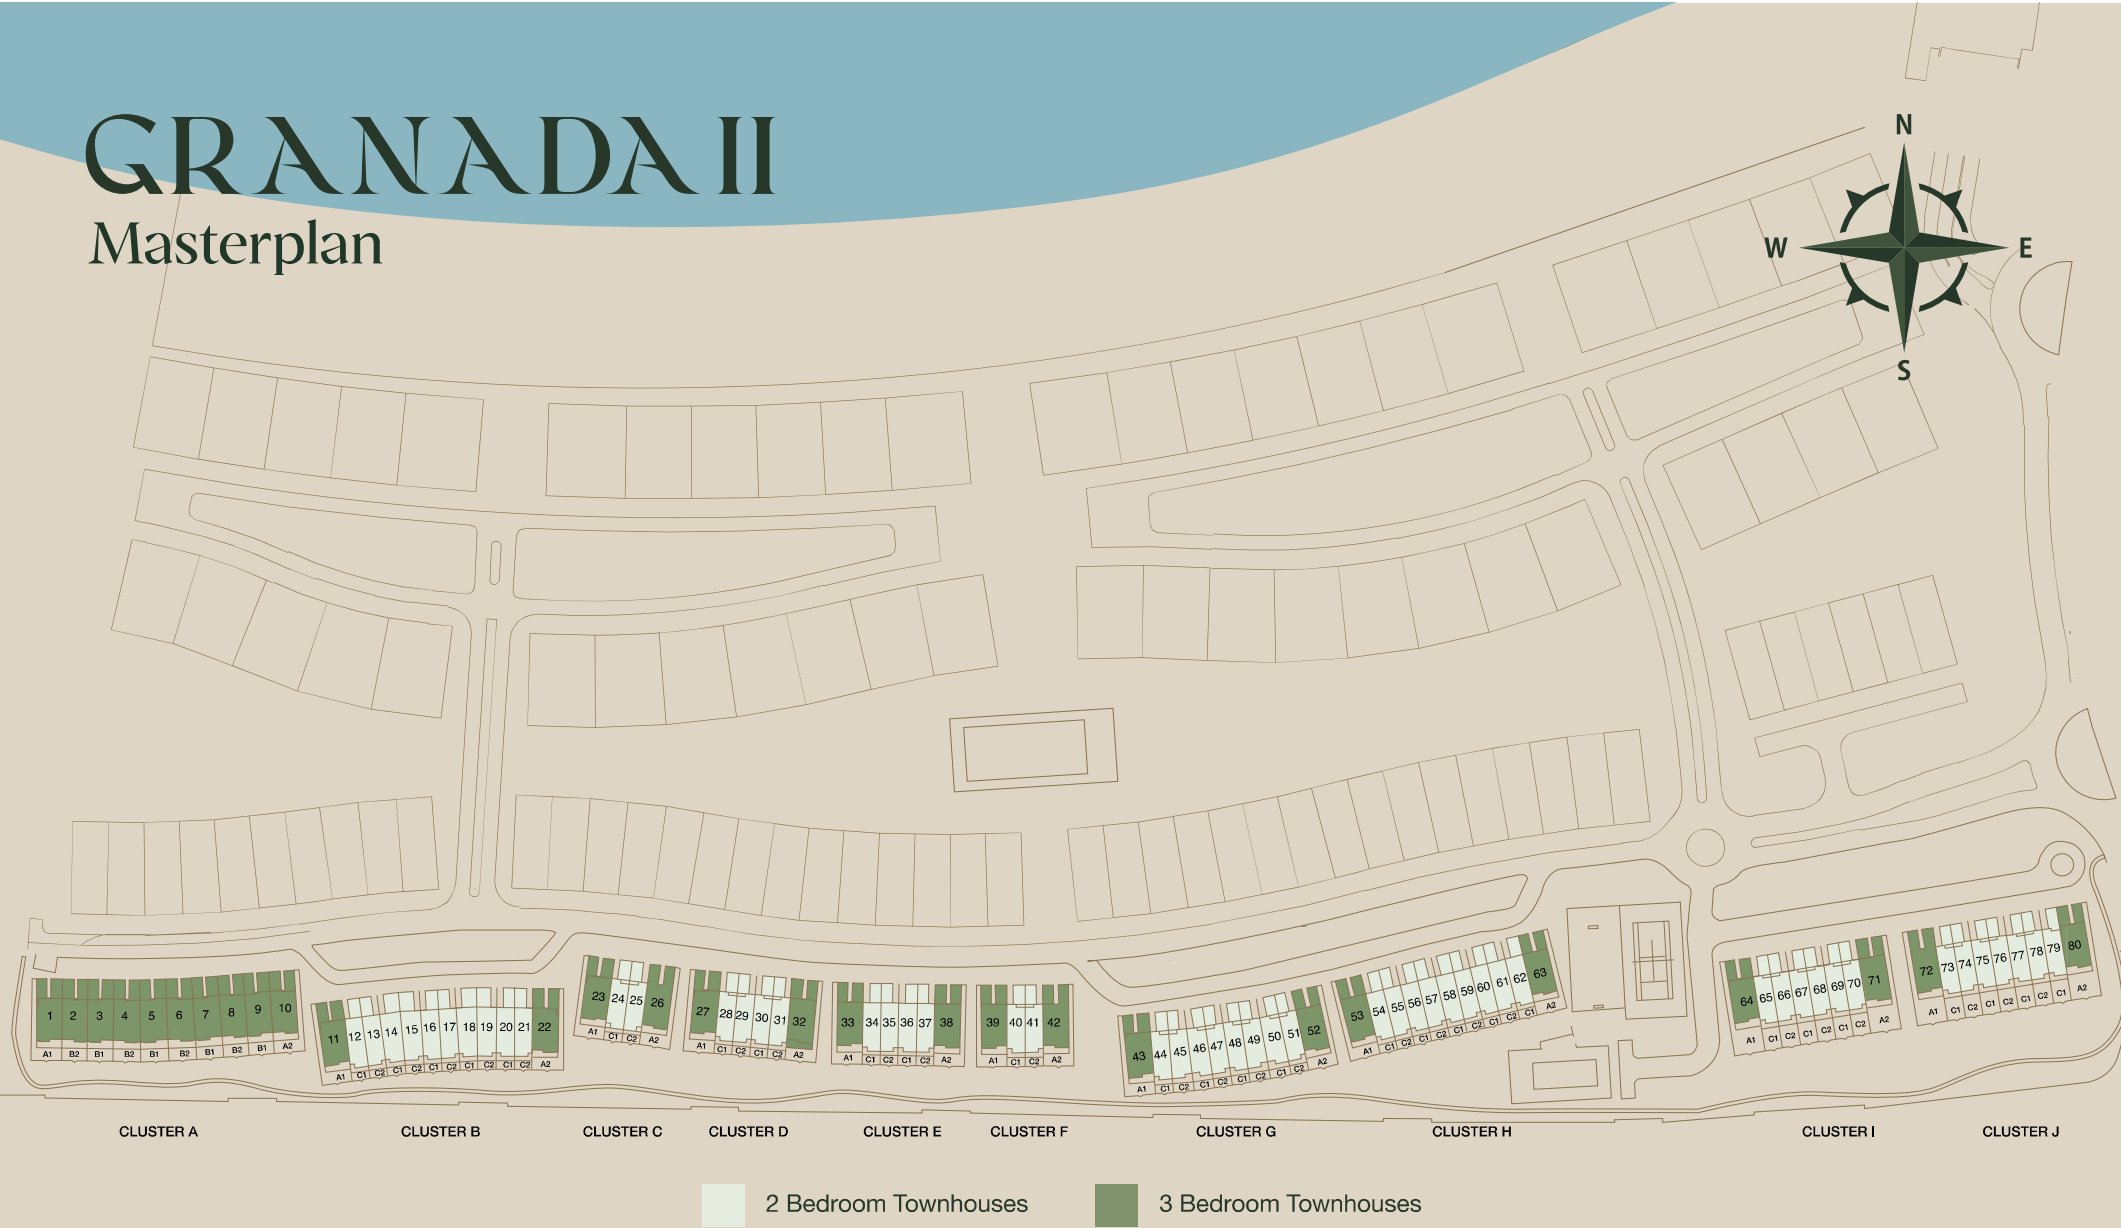 GRANADA II
Masterplan
N
W
E
S
1 2 3 4 5 6 7 8 9 10
A1 B2 B1 B2 B1 B2 B1 B2 B1 A2
11 12 13 14 15 16 17 18 19 20 21 22
A1 C1 C2 C1 C2 C1 C2 C1 C2 C1 C2 A2
23 24 25 26
A1 C1 C2 A2
27 28 29 30 31 32
A1 C1 C2 C1 C2 A2
33 34 35 36 37 38
A1 C1 C2 C1 C2 A2
39 40 41 42
A1 C1 C2 A2
43 44 45 46 47 48 49 50 51 52
A1 C1 C2 C1 C2 C1 C2 C1 C2 A2
53 54 55 56 57 58 59 60 61 62 63
A1 C1 C2 C1 C2 C1 C2 C1 C2 C1 A2
64 65 66 67 68 69 70 71
A1 C1 C2 C1 C2 C1 C2 A2
72 73 74 75 76 77 78 79 80
A1 C1 C2 C1 C2 C1 C2 C1 A2
CLUSTER A
CLUSTER B
CLUSTER C
CLUSTER D
CLUSTER E
CLUSTER F
CLUSTER G
CLUSTER H
CLUSTER I
CLUSTER J
2 Bedroom Townhouses
3 Bedroom Townhouses